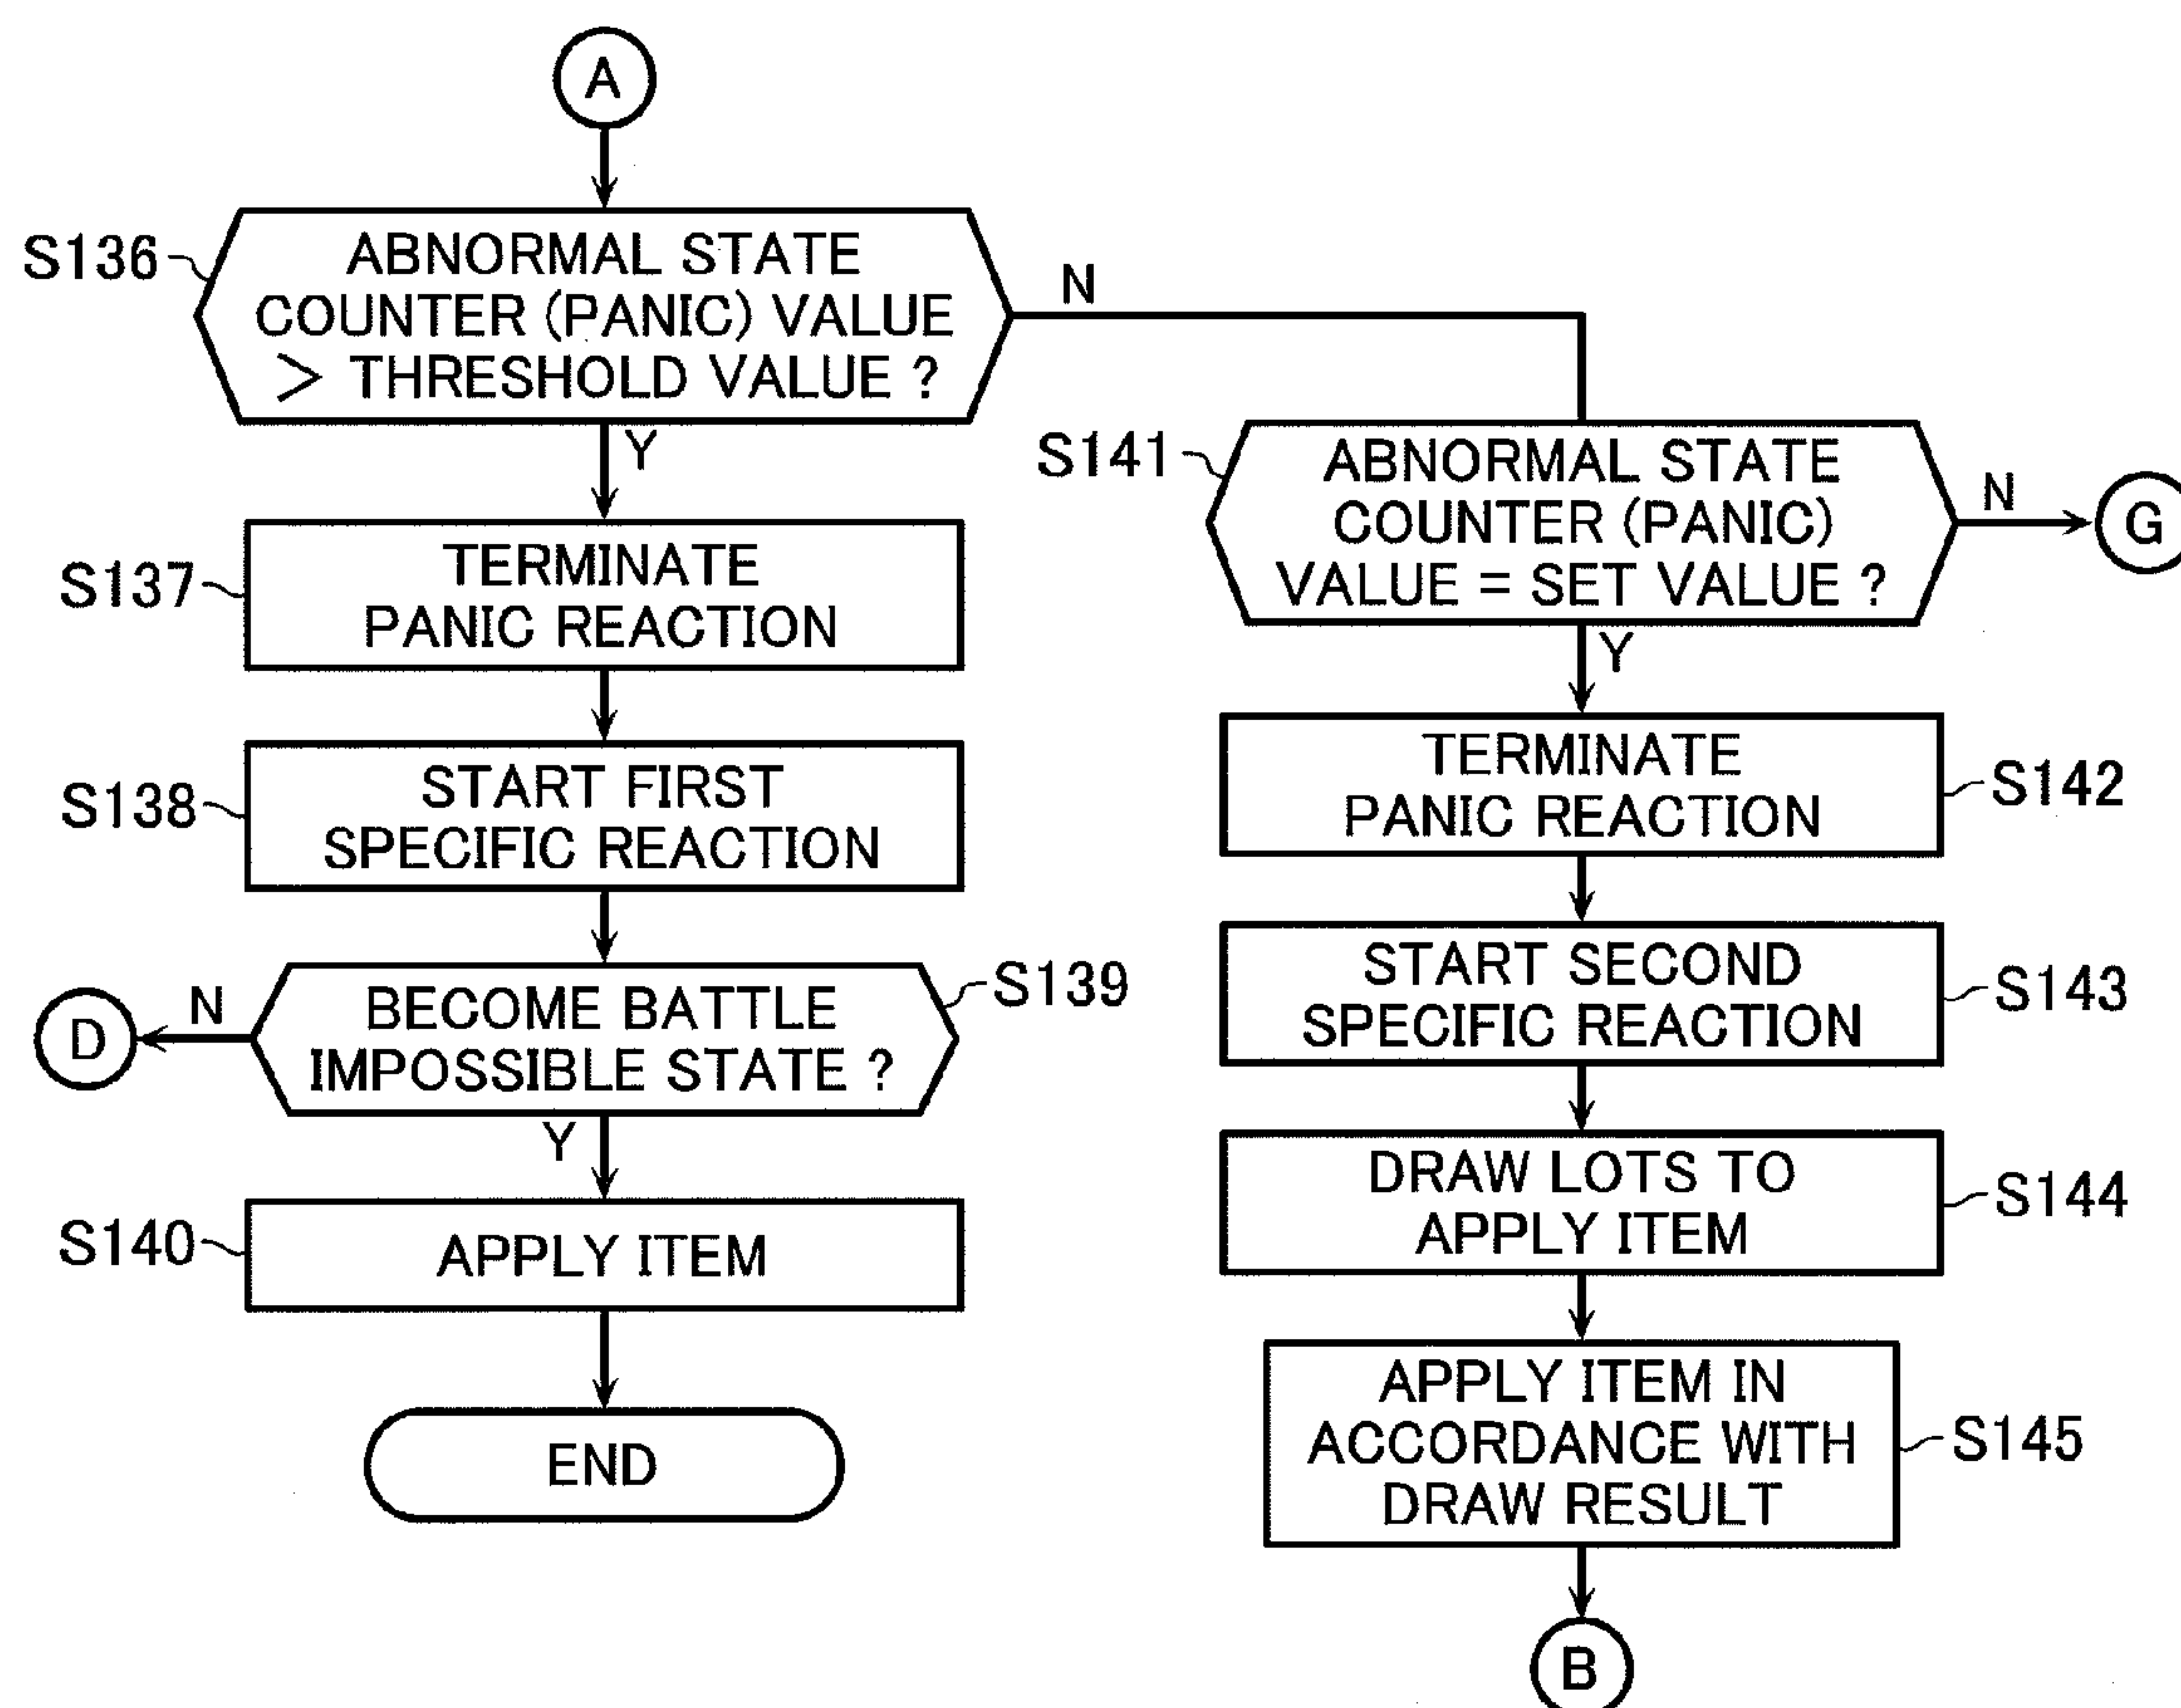 A
S136
ABNORMAL STATE
COUNTER (PANIC) VALUE
> THRESHOLD VALUE ?
N
Y
S137
TERMINATE
PANIC REACTION
S138
START FIRST
SPECIFIC REACTION
S139
BECOME BATTLE
IMPOSSIBLE STATE ?
N
D
Y
S140
APPLY ITEM
END
S141
ABNORMAL STATE
COUNTER (PANIC)
VALUE = SET VALUE ?
N
G
Y
TERMINATE
PANIC REACTION
S142
START SECOND
SPECIFIC REACTION
S143
DRAW LOTS TO
APPLY ITEM
S144
APPLY ITEM IN
ACCORDANCE WITH
DRAW RESULT
S145
B